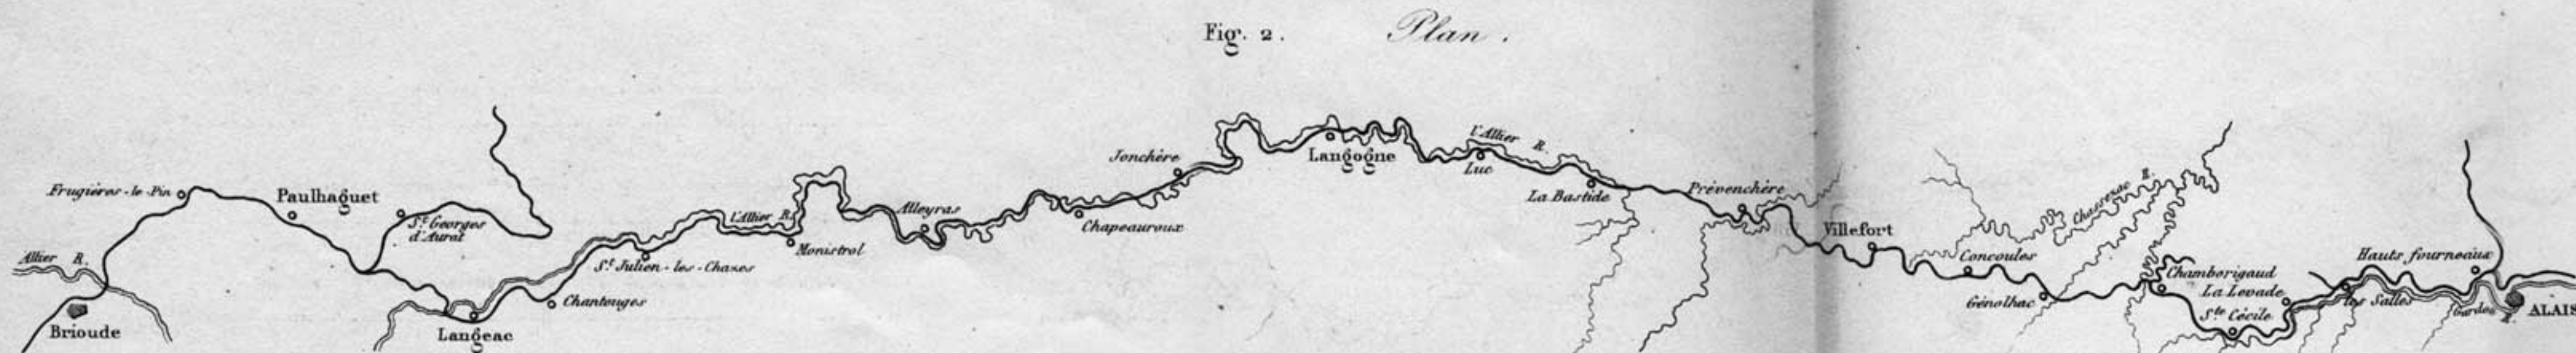 Fig. 2.
Plan.
Frugières-le-Pin
Paulhaguet
St. Georges
d'Aurat
Allier R.
Brioude
Langeac
Chanteuges
St. Julien-les-Chazes
l'Allier R.
Monistrol
Alleyras
Chapeauroux
Jonchère
Langogne
l'Allier R.
Luc
La Bastide
Prévenchère
Villefort
Concoules
Chassezac R.
Génolhac
Chamborigaud
La Levade
Ste. Cécile
les Salles
Hauts fourneaux
Gardon R.
ALAIS